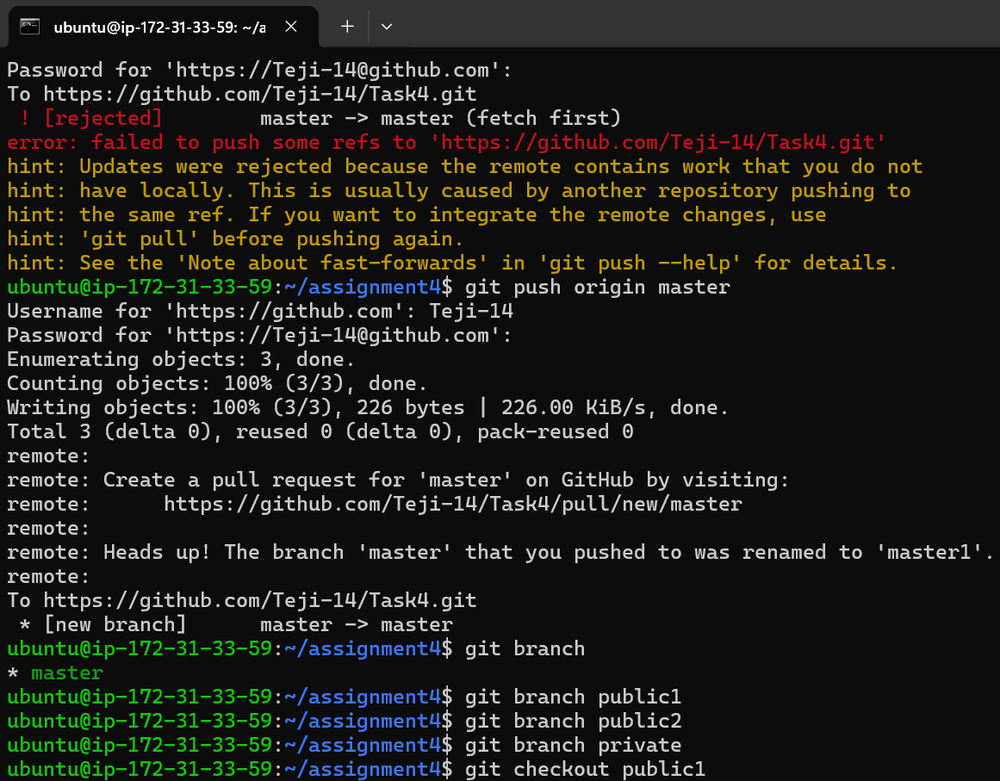 ubuntu@ip-172-31-33-59: ~/a
Password for 'https://Teji-14@github.com':
To https://github.com/Teji-14/Task4.git
 ! [rejected]        master -> master (fetch first)
error: failed to push some refs to 'https://github.com/Teji-14/Task4.git'
hint: Updates were rejected because the remote contains work that you do not
hint: have locally. This is usually caused by another repository pushing to
hint: the same ref. If you want to integrate the remote changes, use
hint: 'git pull' before pushing again.
hint: See the 'Note about fast-forwards' in 'git push --help' for details.
ubuntu@ip-172-31-33-59:~/assignment4$ git push origin master
Username for 'https://github.com': Teji-14
Password for 'https://Teji-14@github.com':
Enumerating objects: 3, done.
Counting objects: 100% (3/3), done.
Writing objects: 100% (3/3), 226 bytes | 226.00 KiB/s, done.
Total 3 (delta 0), reused 0 (delta 0), pack-reused 0
remote:
remote: Create a pull request for 'master' on GitHub by visiting:
remote:      https://github.com/Teji-14/Task4/pull/new/master
remote:
remote: Heads up! The branch 'master' that you pushed to was renamed to 'master1'.
remote:
To https://github.com/Teji-14/Task4.git
 * [new branch]      master -> master
ubuntu@ip-172-31-33-59:~/assignment4$ git branch
* master
ubuntu@ip-172-31-33-59:~/assignment4$ git branch public1
ubuntu@ip-172-31-33-59:~/assignment4$ git branch public2
ubuntu@ip-172-31-33-59:~/assignment4$ git branch private
ubuntu@ip-172-31-33-59:~/assignment4$ git checkout public1